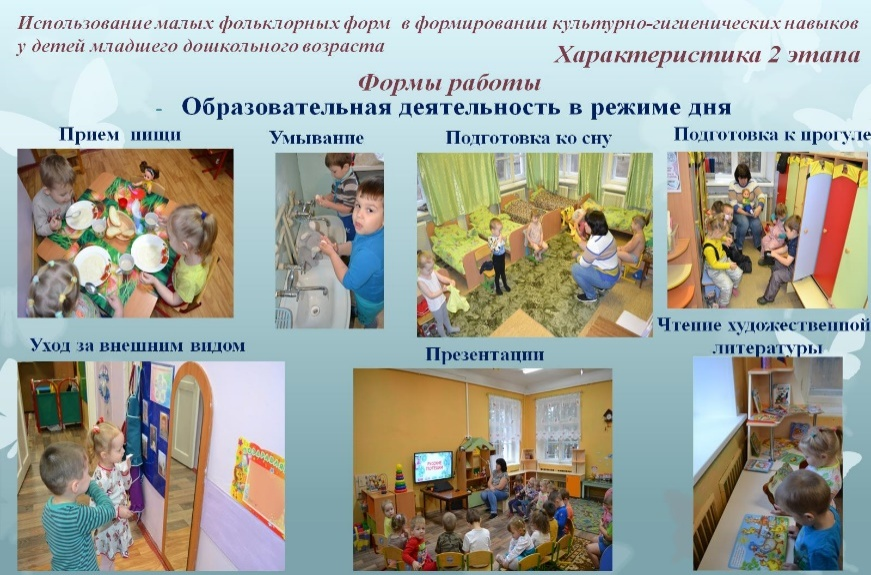 Использование малых фольклорных форм в формировании культурно-гигиенических навыков
у детей младшего дошкольного возраста
Характеристика 2 этапа
Формы работы
- Образовательная деятельность в режиме дня
Прием пищи
Умывание
Подготовка ко сну
Подготовка к прогуле
Уход за внешним видом
Презентации
Чтение художественной
литературы